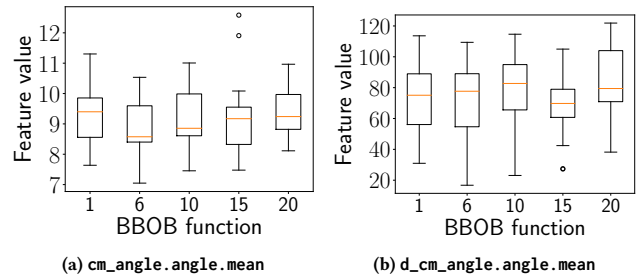 12
11
10
9
8
7
Feature value
1 6 10 15 20
BBOB function
(a) cm_angle.angle.mean
120
100
80
60
40
20
Feature value
1 6 10 15 20
BBOB function
(b) d_cm_angle.angle.mean